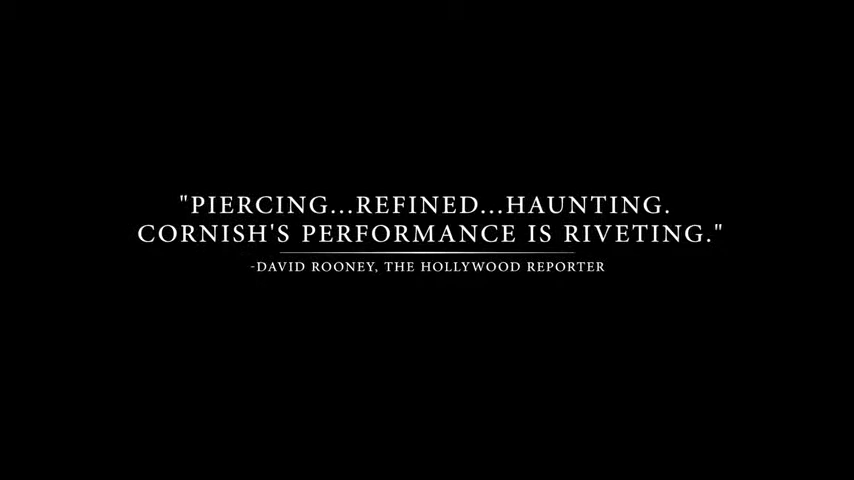 "PIERCING...REFINED...HAUNTING.
CORNISH'S PERFORMANCE IS RIVETING."
-DAVID ROONEY, THE HOLLYWOOD REPORTER